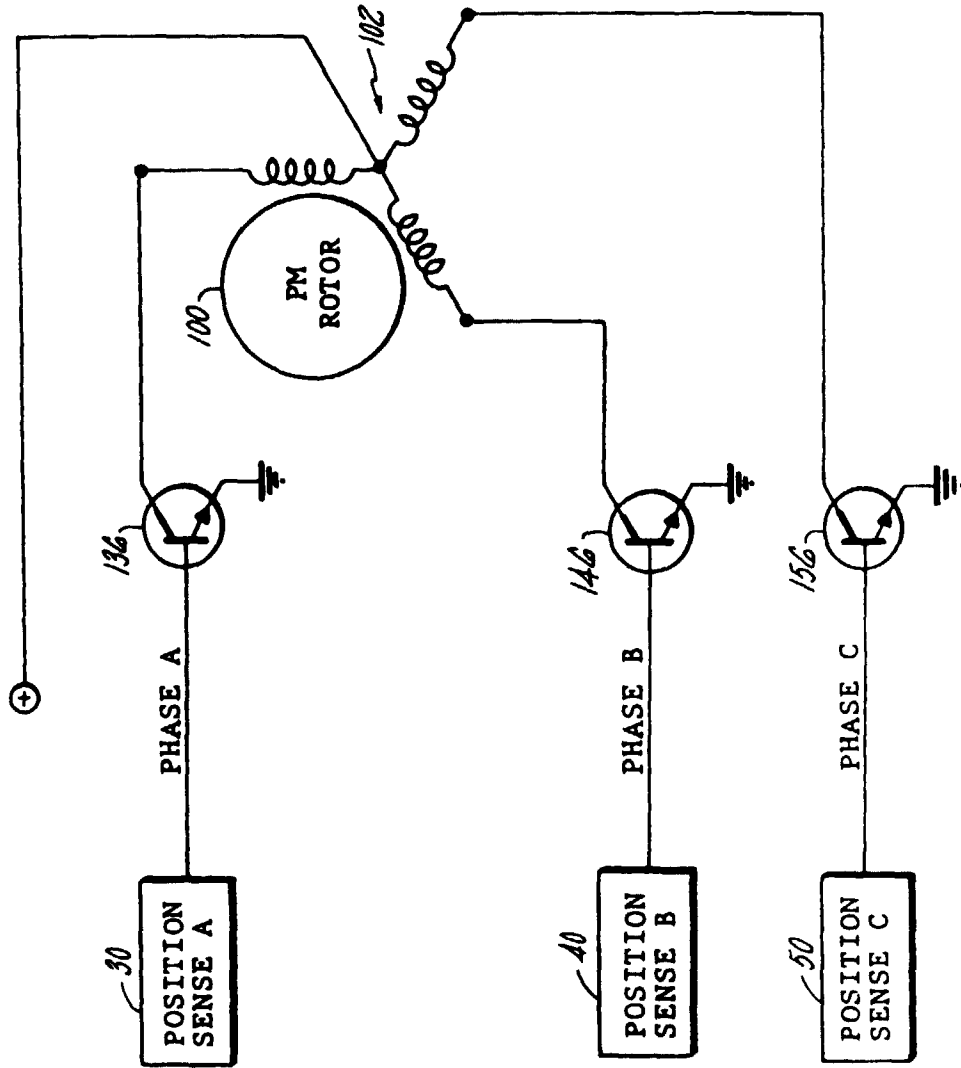 102
PM
ROTOR
100
136
PHASE A
POSITION
SENSE A
30
146
PHASE B
POSITION
SENSE B
40
156
PHASE C
POSITION
SENSE C
50
+